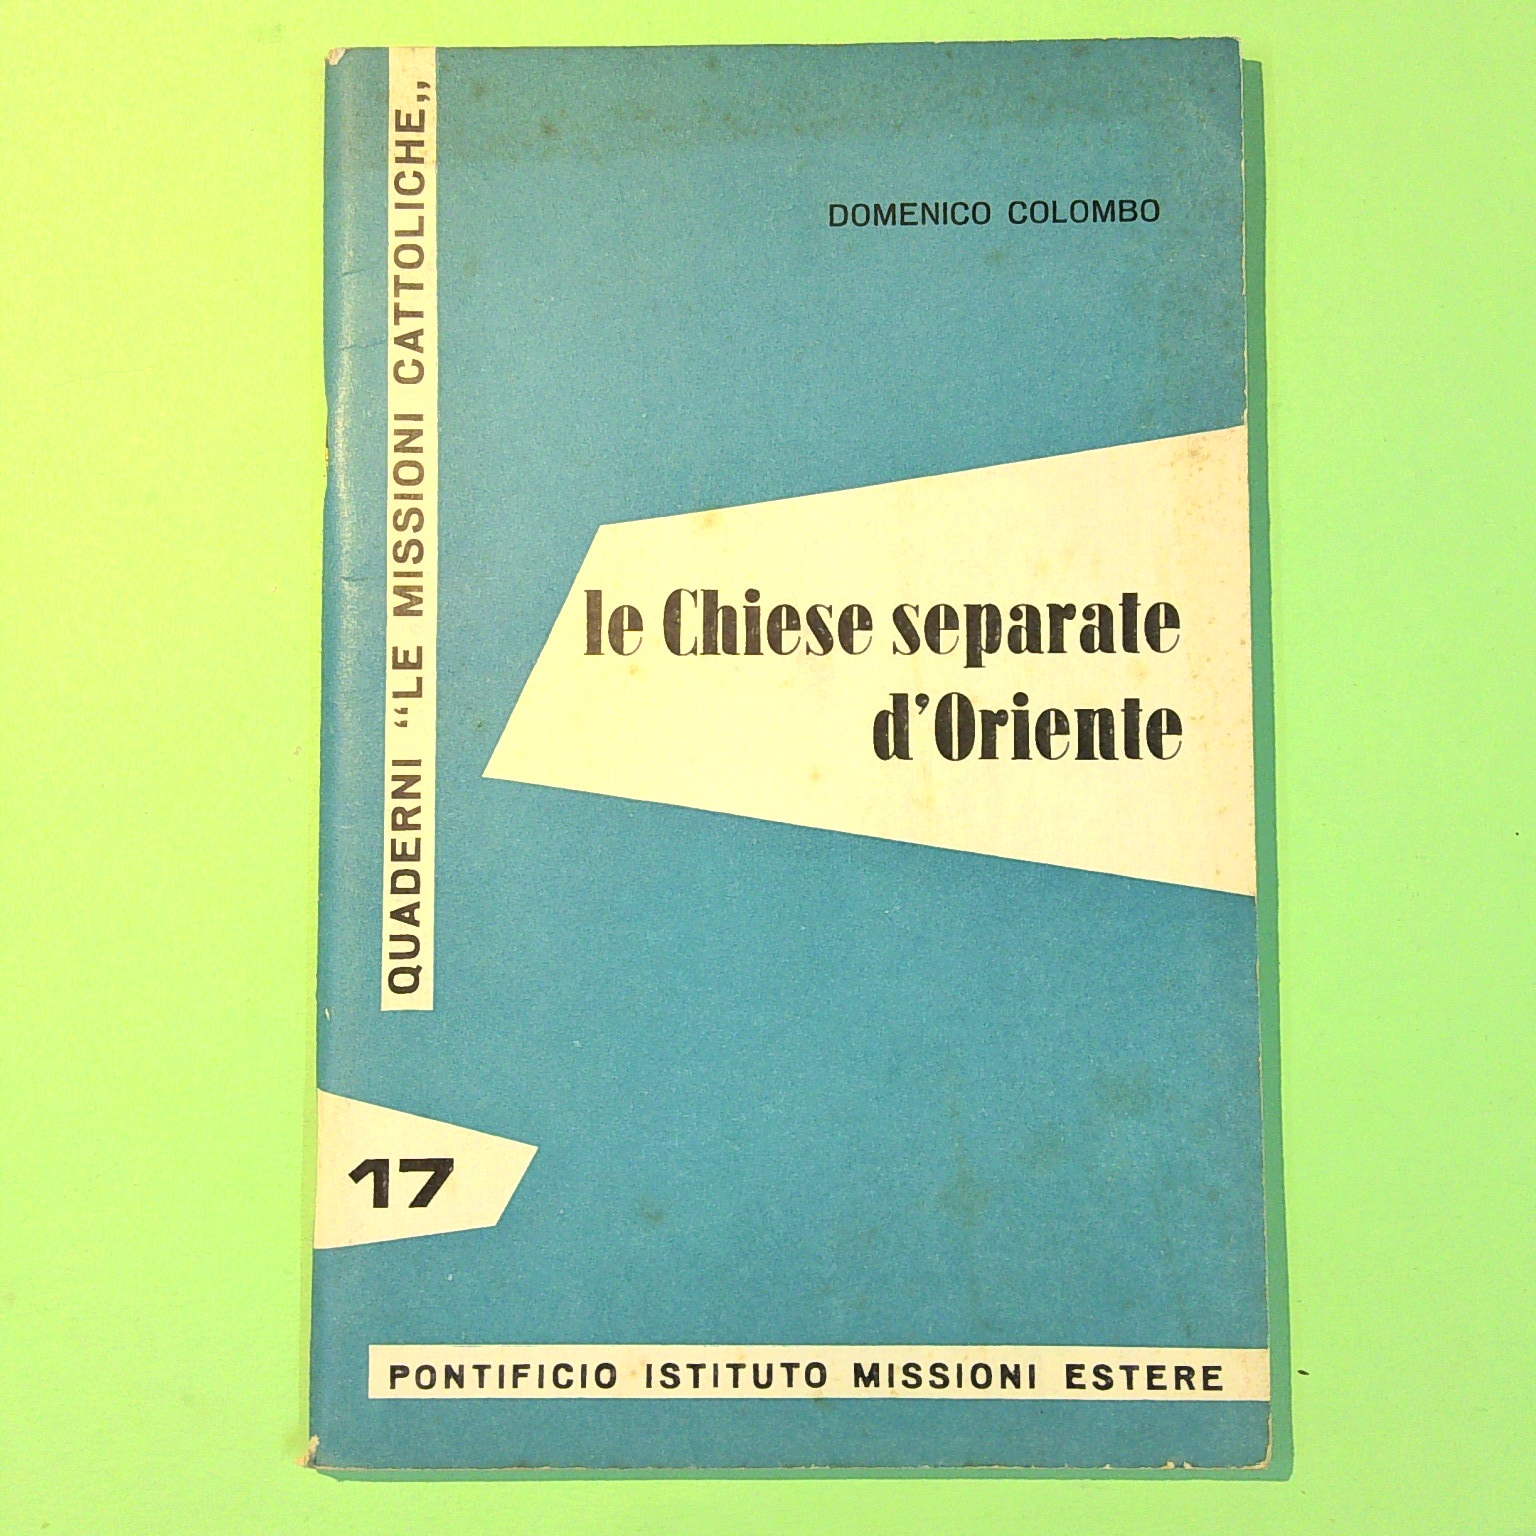 DOMENICO COLOMBO
QUADERNI “LE MISSIONI CATTOLICHE„
le Chiese separate
d’Oriente
17
PONTIFICIO ISTITUTO MISSIONI ESTERE